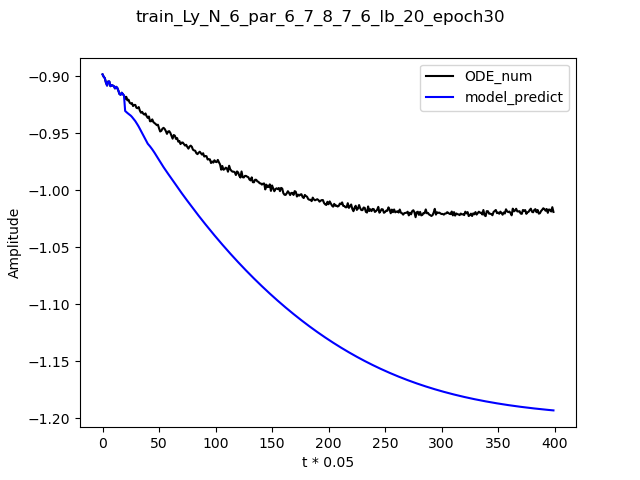 train_Ly_N_6_par_6_7_8_7_6_lb_20_epoch30
ODE_num
model_predict
Amplitude
−0.90
−0.95
−1.00
−1.05
−1.10
−1.15
−1.20
0 50 100 150 200 250 300 350 400
t * 0.05